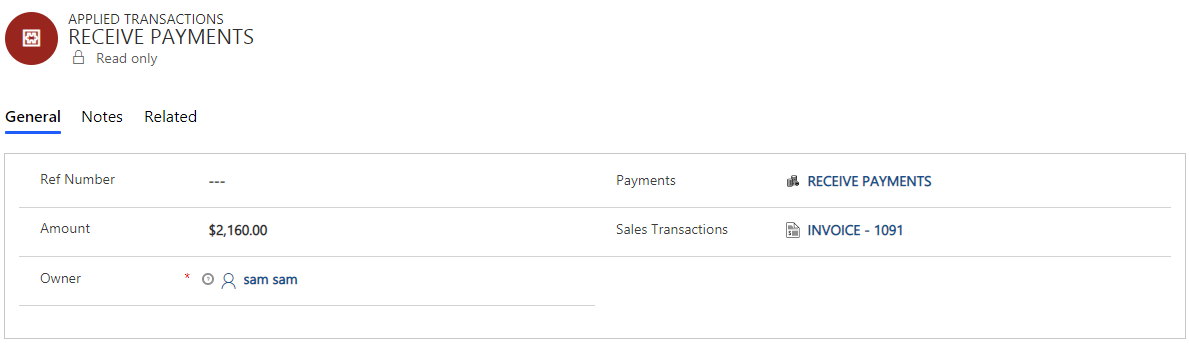 APPLIED TRANSACTIONS
RECEIVE PAYMENTS
Read only
General Notes Related
Ref Number --- Payments RECEIVE PAYMENTS
Amount $2,160.00 Sales Transactions INVOICE - 1091
Owner * sam sam